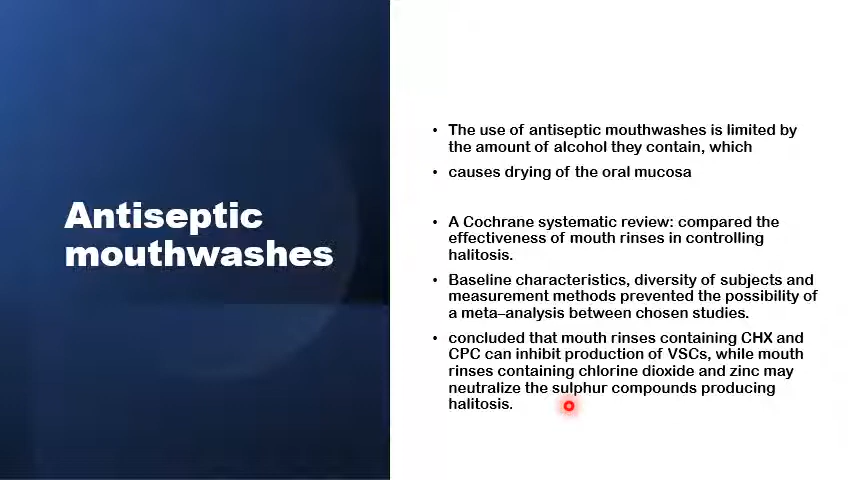 Antiseptic
mouthwashes
• The use of antiseptic mouthwashes is limited by
the amount of alcohol they contain, which
• causes drying of the oral mucosa
• A Cochrane systematic review: compared the
effectiveness of mouth rinses in controlling
halitosis.
• Baseline characteristics, diversity of subjects and
measurement methods prevented the possibility of
a meta–analysis between chosen studies.
• concluded that mouth rinses containing CHX and
CPC can inhibit production of VSCs, while mouth
rinses containing chlorine dioxide and zinc may
neutralize the sulphur compounds producing
halitosis.